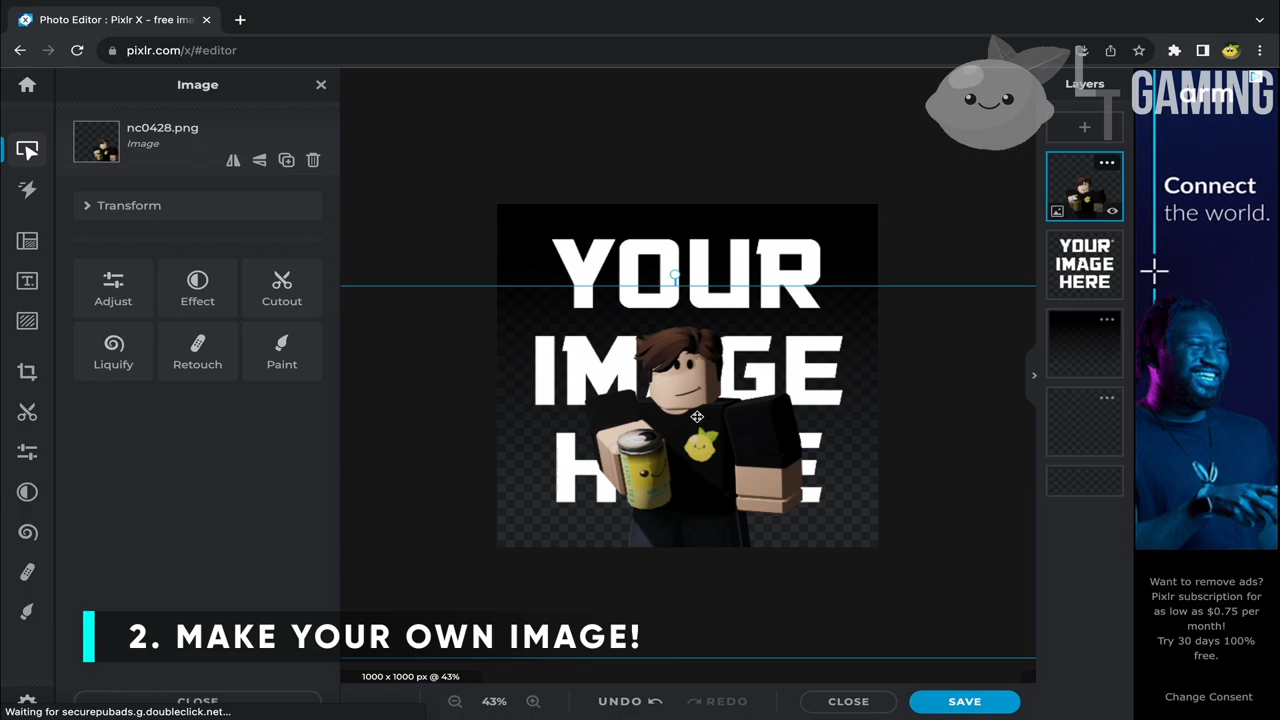 Photo Editor : Pixlr X - free ima
pixlr.com/x/#editor
Image
nc0428.png
Image
Transform
Adjust
Effect
Cutout
Liquify
Retouch
Paint
CLOSE
YOUR
IMAGE
HERE
2. MAKE YOUR OWN IMAGE!
1000 x 1000 px @ 43%
43%
UNDO
REDO
CLOSE
SAVE
Waiting for securepubads.g.doubleclick.net...
Layers
YOUR
IMAGE
HERE
LT GAMING
arm
Connect
the world.
Want to remove ads?
Pixlr subscription for
as low as $0.75 per
month!
Try 30 days 100%
free.
Change Consent